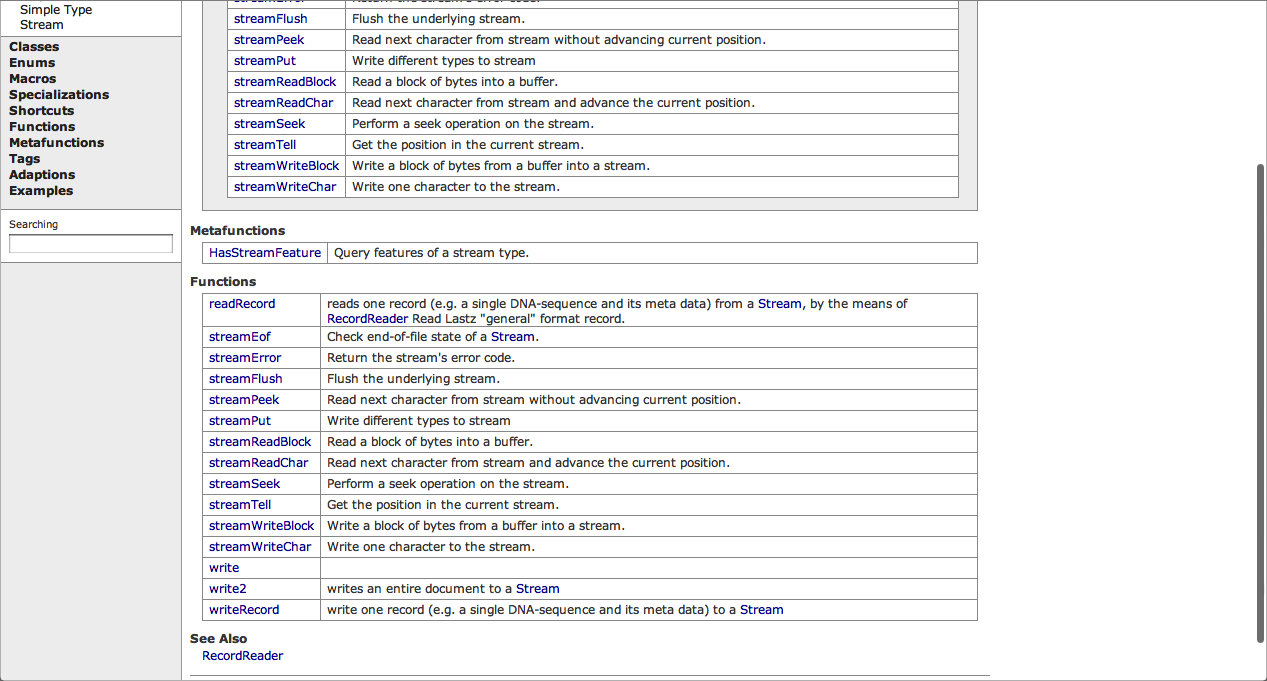 Simple Type
Stream
Classes
Enums
Macros
Specializations
Shortcuts
Functions
Metafunctions
Tags
Adaptions
Examples
Searching
streamFlush Flush the underlying stream.
streamPeek Read next character from stream without advancing current position.
streamPut Write different types to stream
streamReadBlock Read a block of bytes into a buffer.
streamReadChar Read next character from stream and advance the current position.
streamSeek Perform a seek operation on the stream.
streamTell Get the position in the current stream.
streamWriteBlock Write a block of bytes from a buffer into a stream.
streamWriteChar Write one character to the stream.
Metafunctions
HasStreamFeature Query features of a stream type.
Functions
readRecord reads one record (e.g. a single DNA-sequence and its meta data) from a Stream, by the means of
RecordReader Read Lastz "general" format record.
streamEof Check end-of-file state of a Stream.
streamError Return the stream's error code.
streamFlush Flush the underlying stream.
streamPeek Read next character from stream without advancing current position.
streamPut Write different types to stream
streamReadBlock Read a block of bytes into a buffer.
streamReadChar Read next character from stream and advance the current position.
streamSeek Perform a seek operation on the stream.
streamTell Get the position in the current stream.
streamWriteBlock Write a block of bytes from a buffer into a stream.
streamWriteChar Write one character to the stream.
write
write2 writes an entire document to a Stream
writeRecord write one record (e.g. a single DNA-sequence and its meta data) to a Stream
See Also
RecordReader